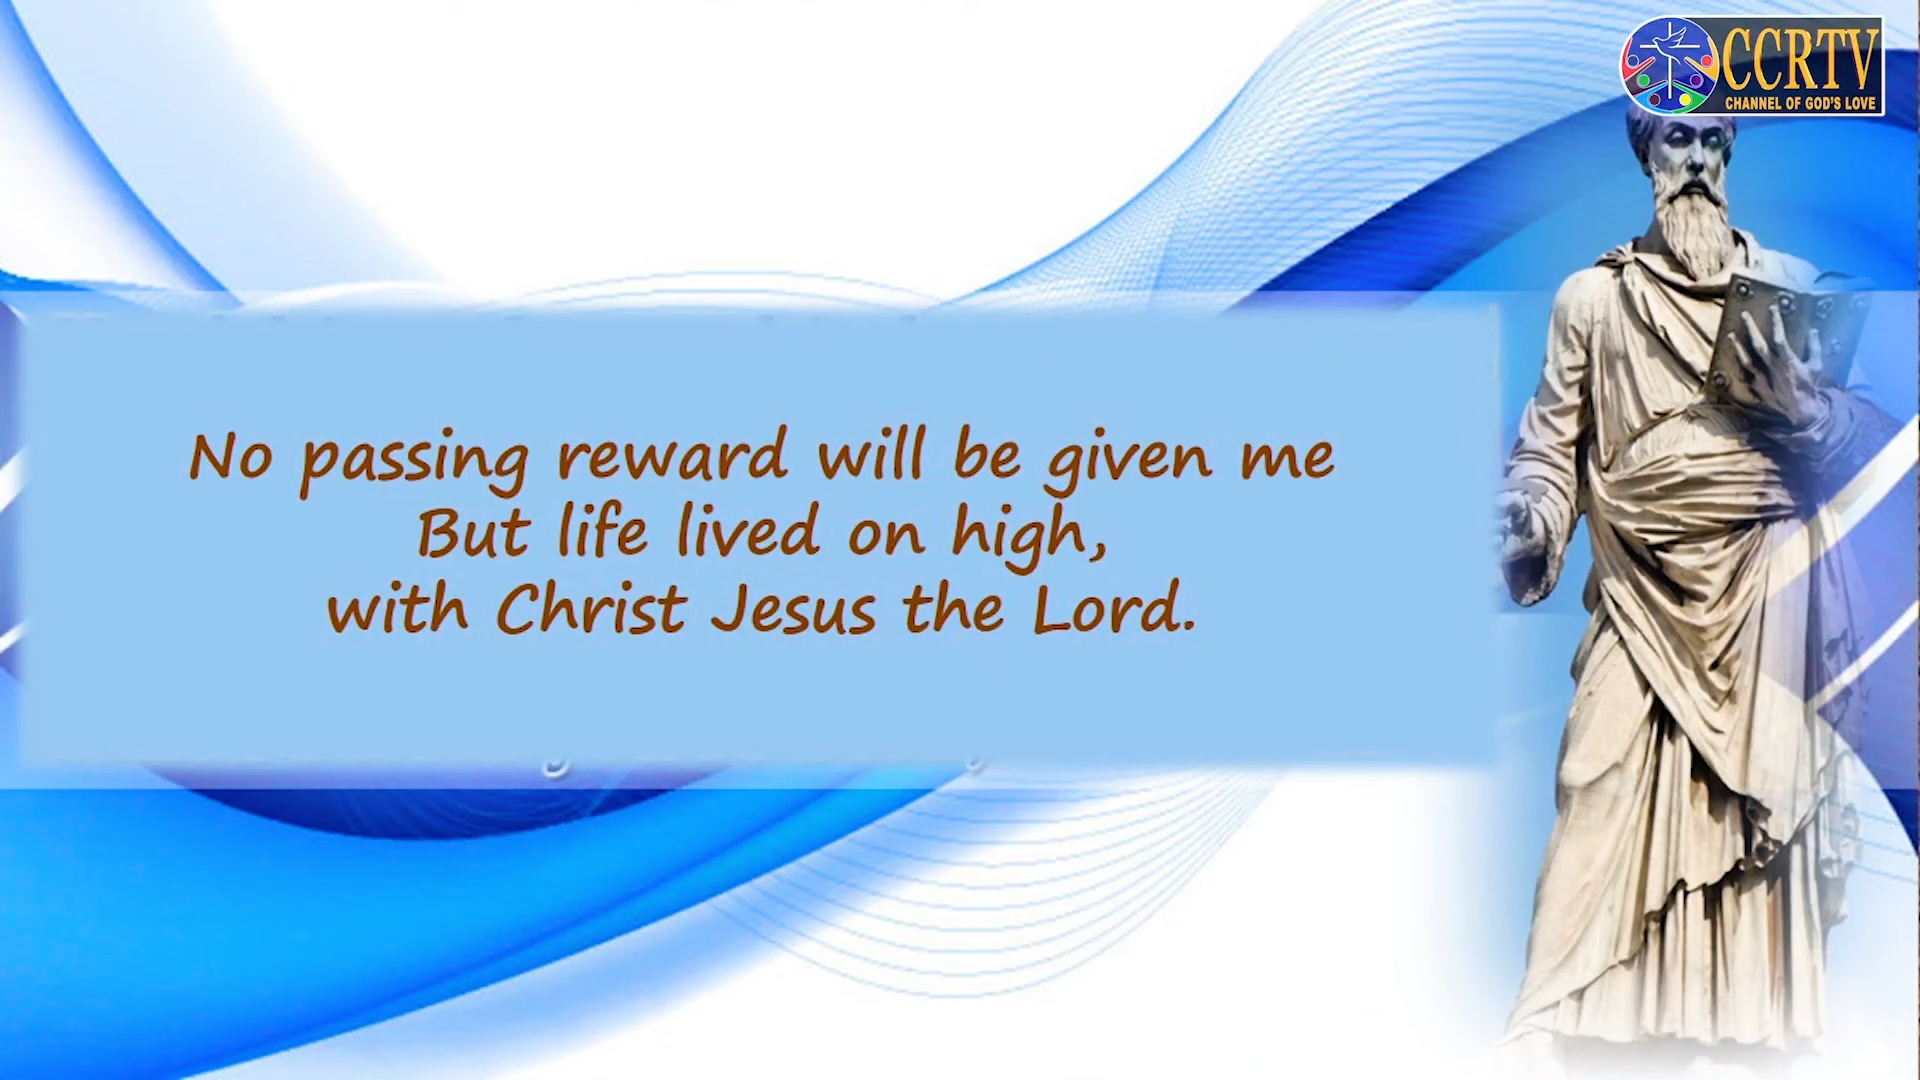 CCRTV
CHANNEL OF GOD'S LOVE
No passing reward will be given me
But life lived on high,
with Christ Jesus the Lord.